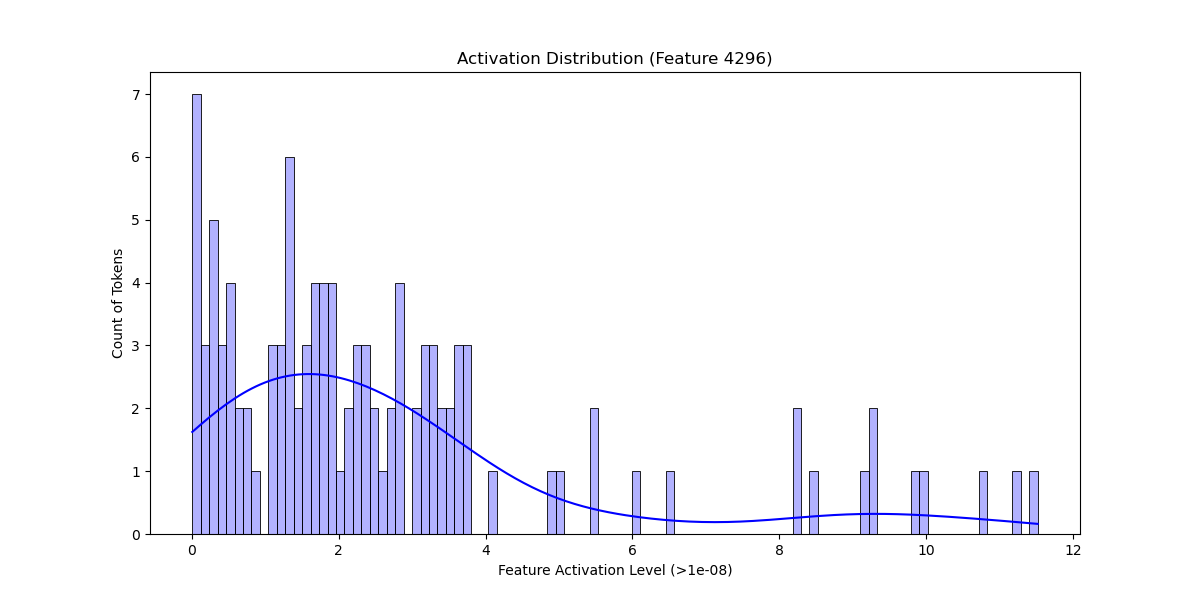 Activation Distribution (Feature 4296)
7
6
5
4
3
2
1
0
Count of Tokens
0 2 4 6 8 10 12
Feature Activation Level (>1e-08)